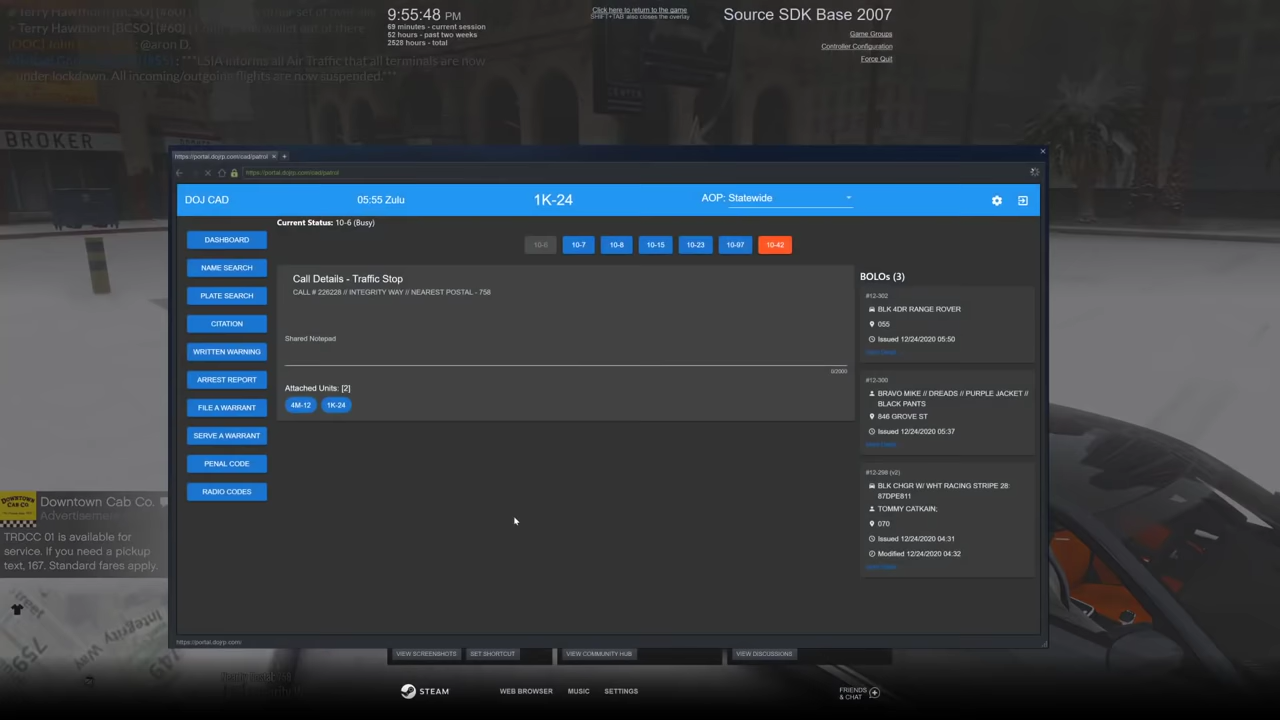 9:55:48 PM
69 minutes - current session
52 hours - past two weeks
2528 hours - total
Click here to return to the game
SHIFT+TAB also closes the overlay
Source SDK Base 2007
Game Groups
Controller Configuration
Force Quit
> Terry Hawthorn [BCSO] [#60]
: @aron D.
: ***LSIA informs all Air Traffic that all terminals are now
under lockdown. All incoming/outgoing flights are now suspended.***
BROKER
https://portal.dojrp.com/cad/patrol
https://portal.dojrp.com/cad/patrol
DOJ CAD
05:55 Zulu
1K-24
AOP: Statewide
Current Status: 10-6 (Busy)
DASHBOARD
NAME SEARCH
PLATE SEARCH
CITATION
WRITTEN WARNING
ARREST REPORT
FILE A WARRANT
SERVE A WARRANT
PENAL CODE
RADIO CODES
10-7
10-8
10-15
10-23
10-97
10-42
Call Details - Traffic Stop
CALL # 226228 // INTEGRITY WAY // NEAREST POSTAL - 758
Shared Notepad
0/2000
Attached Units: [2]
4M-12
1K-24
BOLOs (3)
#12-302
BLK 4DR RANGE ROVER
055
Issued 12/24/2020 05:50
#12-300
BRAVO MIKE // DREADS // PURPLE JACKET //
BLACK PANTS
846 GROVE ST
Issued 12/24/2020 05:37
#12-298 (v2)
BLK CHGR W/ WHT RACING STRIPE 28:
87DPE811
TOMMY CATKAIN;
070
Issued 12/24/2020 04:31
Modified 12/24/2020 04:32
https://portal.dojrp.com/
DOWNTOWN
CAB Co.
Downtown Cab Co.
Advertisement
TRDCC 01 is available for
service. If you need a pickup
text, 167. Standard fares apply.
Integrity
Way
759
VIEW SCREENSHOTS
SET SHORTCUT
VIEW COMMUNITY HUB
VIEW DISCUSSIONS
STEAM
WEB BROWSER
MUSIC
SETTINGS
FRIENDS
& CHAT